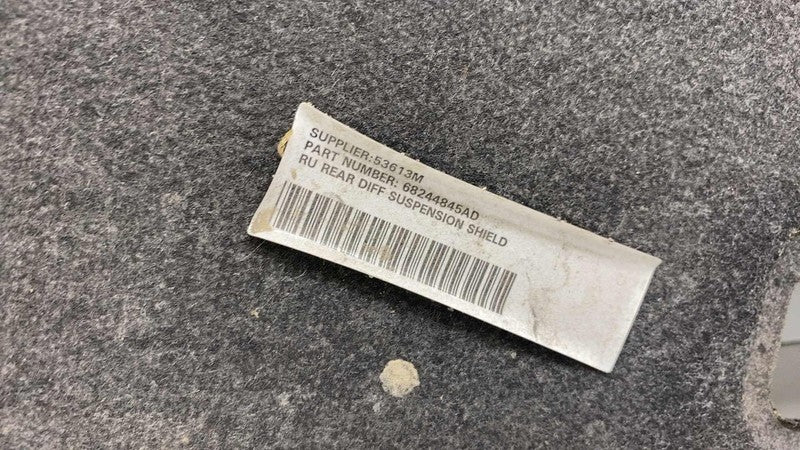 SUPPLIER:53613M
PART NUMBER: 68244845AD
RU REAR DIFF SUSPENSION SHIELD